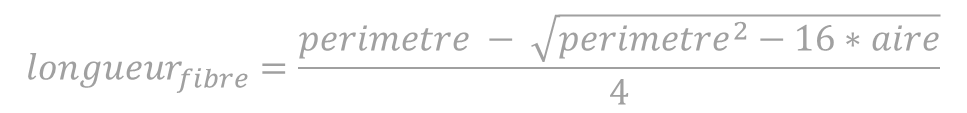 longueur_fibre = (perimetre − √(perimetre² − 16 ∗ aire)) / 4